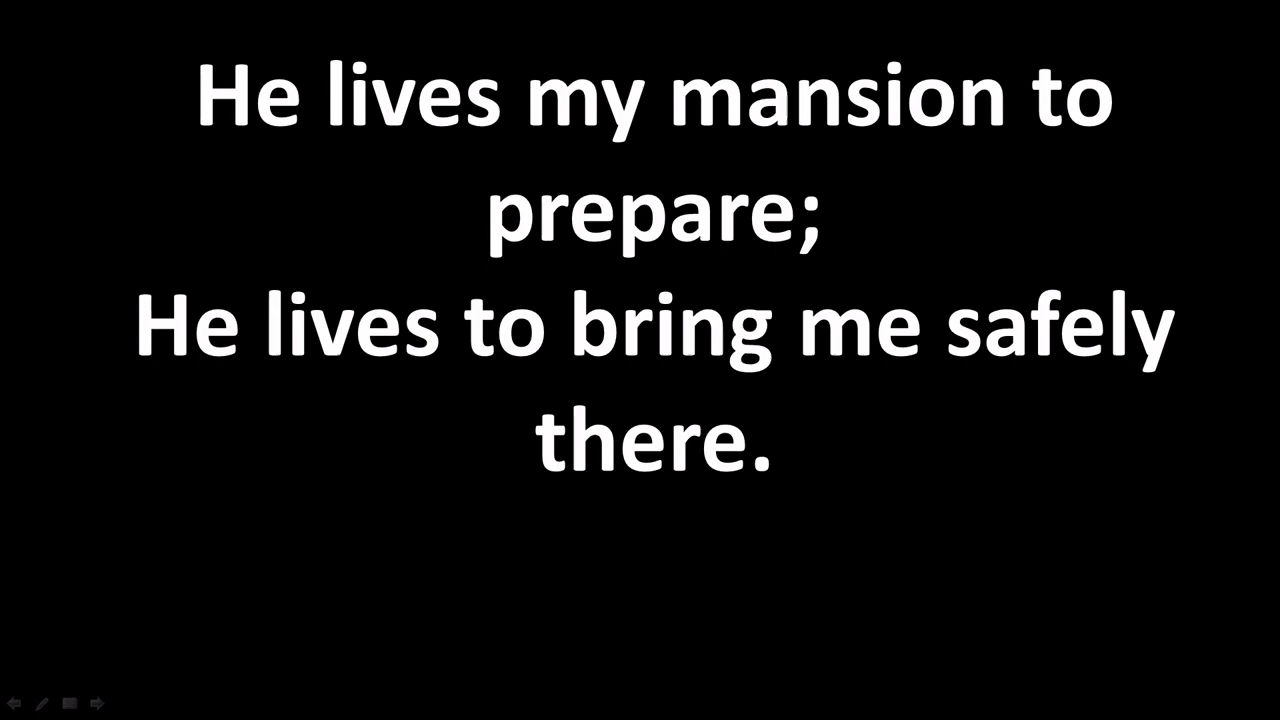 He lives my mansion to
prepare;
He lives to bring me safely
there.